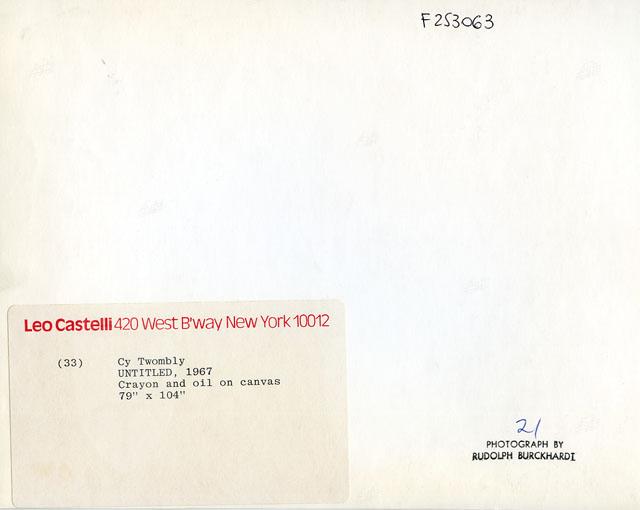 F253063
Leo Castelli 420 West B'way New York 10012
(33) Cy Twombly
UNTITLED, 1967
Crayon and oil on canvas
79" x 104"
21
PHOTOGRAPH BY
RUDOLPH BURCKHARDT